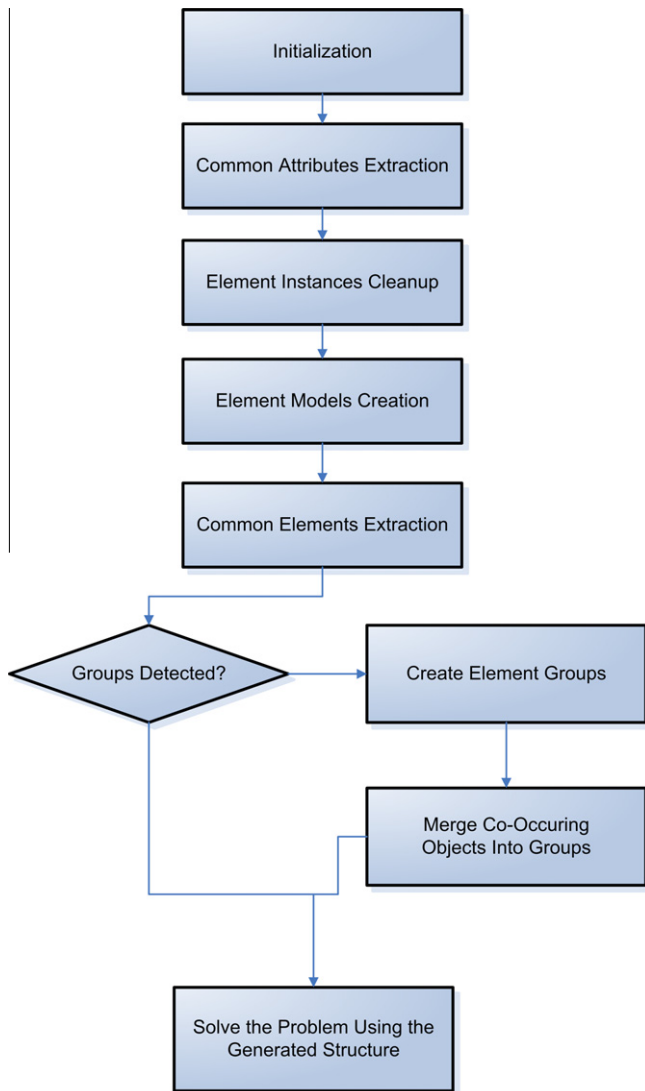 Initialization
Common Attributes Extraction
Element Instances Cleanup
Element Models Creation
Common Elements Extraction
Groups Detected?
Create Element Groups
Merge Co-Occuring
Objects Into Groups
Solve the Problem Using the
Generated Structure